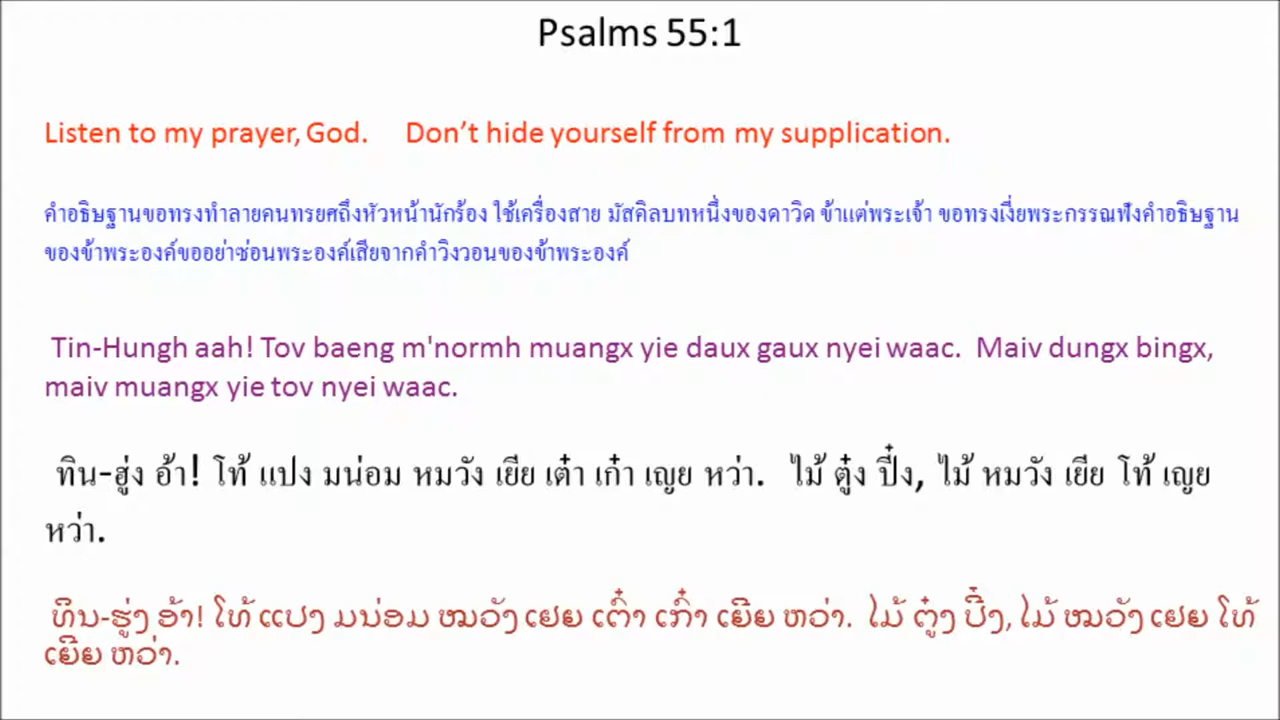 Psalms 55:1
Listen to my prayer, God. Don’t hide yourself from my supplication.
คำอธิษฐานขอทรงทำลายคนทรยศถึงหัวหน้านักร้อง ใช้เครื่องสาย มัสคิลบทหนึ่งของดาวิด ข้าแต่พระเจ้า ขอทรงเงี่ยพระกรรณฟังคำอธิษฐาน
ของข้าพระองค์ขออย่าซ่อนพระองค์เสียจากคำวิงวอนของข้าพระองค์
Tin-Hungh aah! Tov baeng m'normh muangx yie daux gaux nyei waac. Maiv dungx bingx,
maiv muangx yie tov nyei waac.
ทิน-ฮู่ง อ้า! โท้ แปง มน่อม หมวัง เยีย เต๋า เก๋า เญย หว่า. ไม้ ตู๋ง ปี๋ง, ไม้ หมวัง เยีย โท้ เญย
หว่า.
ທິນ-ຮູ່ງ ອ້າ! ໂທ້ ແປງ ມນ່ອມ ໝວັງ ເຢຍ ເຕົ໋າ ເກົ໋າ ເຍີຍ ຫວ່າ. ໄມ້ ຕູ໋ງ ປີ໋ງ, ໄມ້ ໝວັງ ເຢຍ ໂທ້
ເຍີຍ ຫວ່າ.